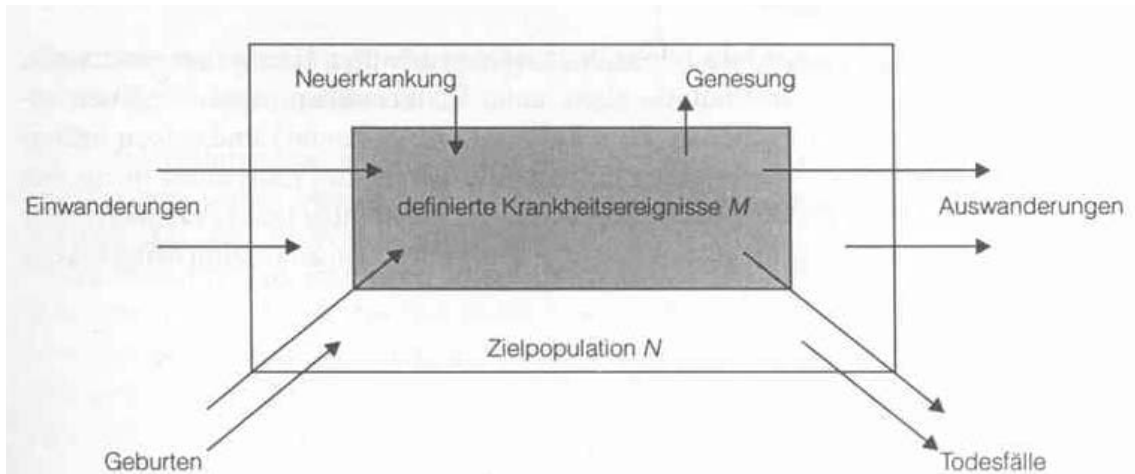 Neuerkrankung
Genesung
Einwanderungen
definierte Krankheitsereignisse M
Auswanderungen
Zielpopulation N
Geburten
Todesfälle